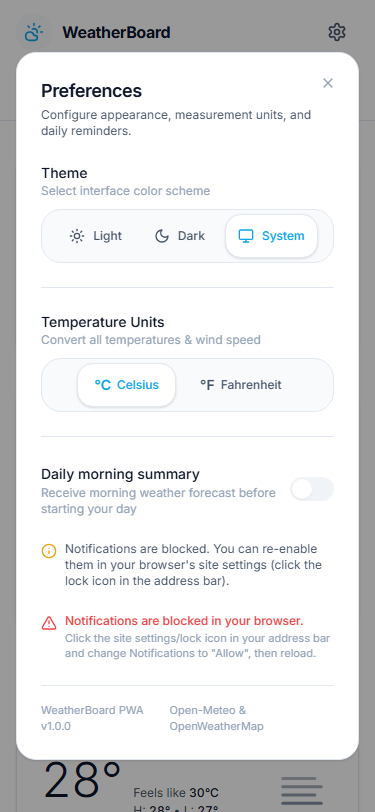 WeatherBoard
Preferences
Configure appearance, measurement units, and
daily reminders.
Theme
Select interface color scheme
Light Dark System
Temperature Units
Convert all temperatures & wind speed
°C Celsius °F Fahrenheit
Daily morning summary
Receive morning weather forecast before
starting your day
Notifications are blocked. You can re-enable
them in your browser's site settings (click the
lock icon in the address bar).
Notifications are blocked in your browser.
Click the site settings/lock icon in your address bar
and change Notifications to "Allow", then reload.
WeatherBoard PWA
v1.0.0
Open-Meteo &
OpenWeatherMap
28°
Feels like 30°C
H: 28° • L: 27°